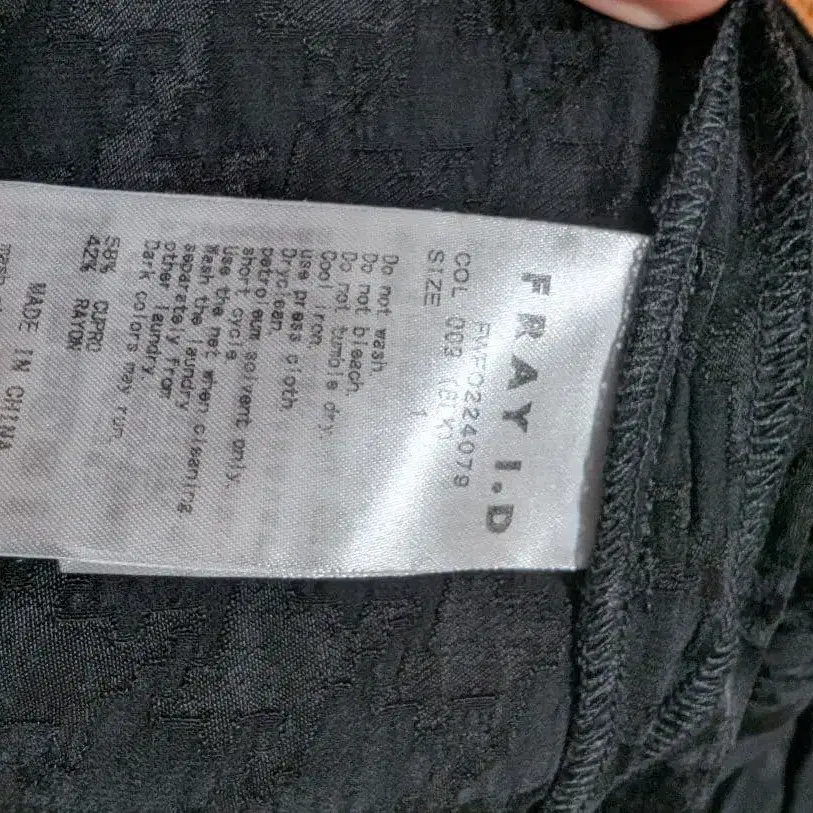 FRAY I.D
FWFO224079
COL 009 (BLK)
SIZE 1
Do not wash
Do not bleach.
Do not tumble dry.
Cool iron.
use press cloth.
Dryclean,
petroleum solvent only.
short cycle
Use the net when cleaning
Wash the laundry
separately from
other laundry.
Dark colors may run.
58% CUPRO
42% RAYON
MADE IN CHINA